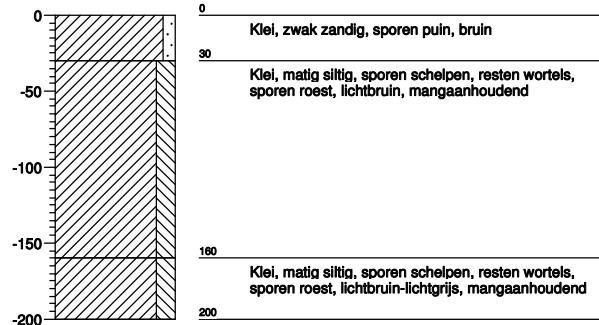 0
0
Klei, zwak zandig, sporen puin, bruin
30
Klei, matig siltig, sporen schelpen, resten wortels,
sporen roest, lichtbruin, mangaanhoudend
-50
-100
-150
160
Klei, matig siltig, sporen schelpen, resten wortels,
sporen roest, lichtbruin-lichtgrijs, mangaanhoudend
-200
200